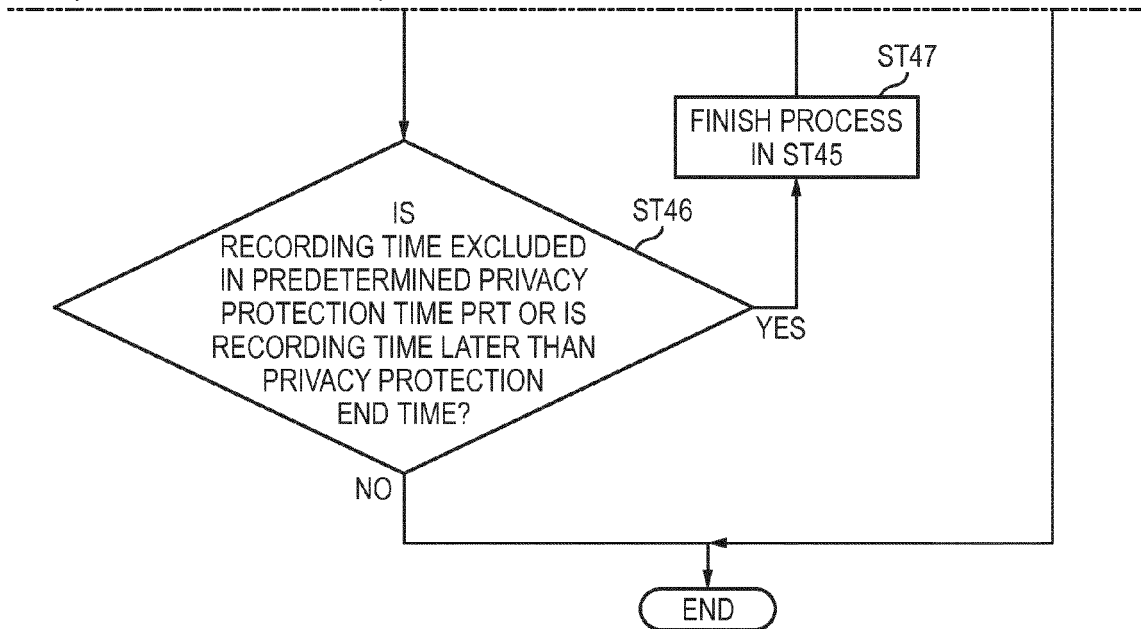 ST47
FINISH PROCESS
IN ST45
ST46
IS
RECORDING TIME EXCLUDED
IN PREDETERMINED PRIVACY
PROTECTION TIME PRT OR IS
RECORDING TIME LATER THAN
PRIVACY PROTECTION
END TIME?
YES
NO
END